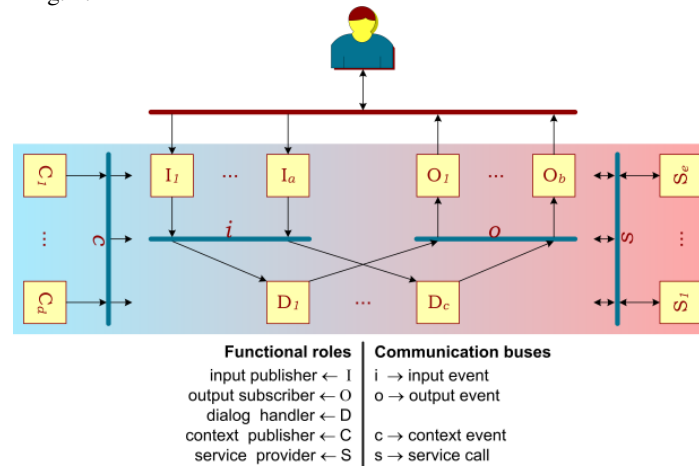 I1 ... Ia O1 ... Ob
C1 ... Cd
c
i
o
s
Se ... S1
D1 ... Dc
Functional roles Communication buses
input publisher ← I i → input event
output subscriber ← O o → output event
dialog handler ← D
context publisher ← C c → context event
service provider ← S s → service call